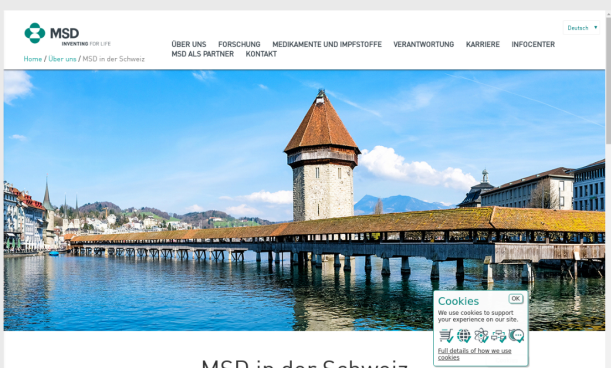 Deutsch
MSD
INVENTING FOR LIFE
Home / Über uns / MSD in der Schweiz
ÜBER UNS FORSCHUNG MEDIKAMENTE UND IMPFSTOFFE VERANTWORTUNG KARRIERE INFOCENTER
MSD ALS PARTNER KONTAKT
Cookies OK
We use cookies to support
your experience on our site.
Full details of how we use
cookies
MSD in der Schweiz